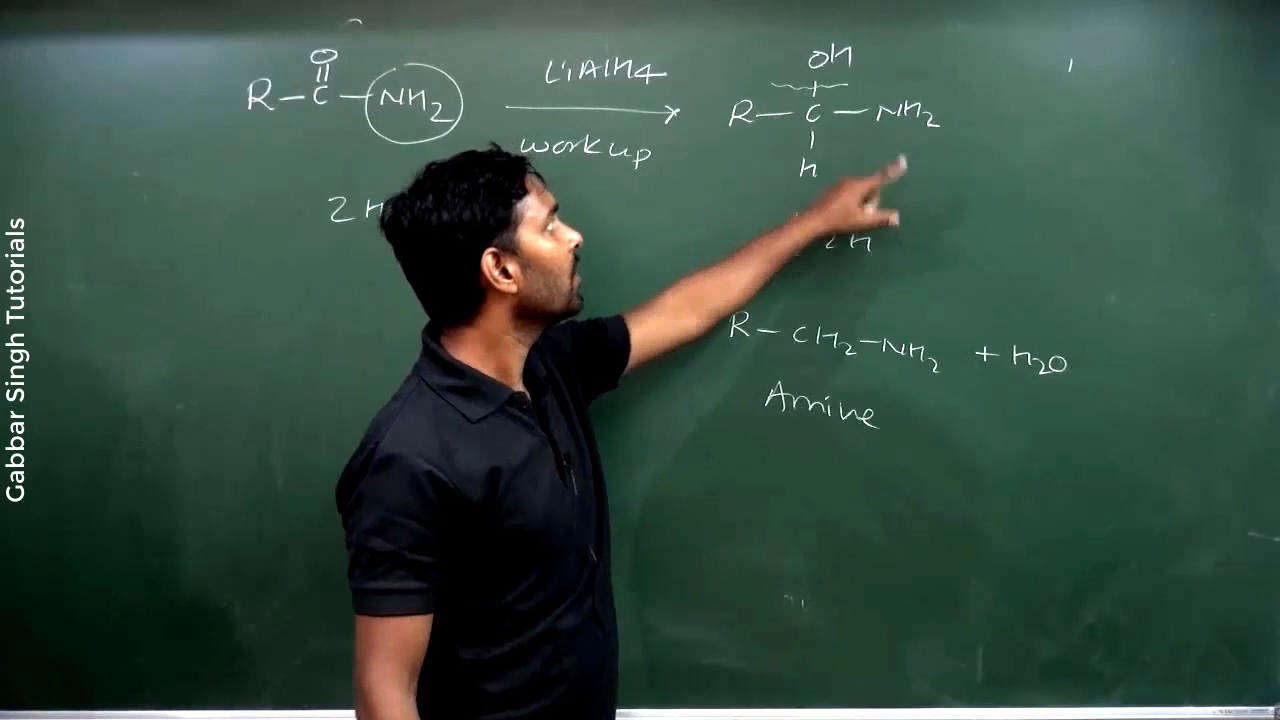 Gabbar Singh Tutorials
O
||
R – C – NH2
LiAlH4
work up
2H
OH
R – C – NH2
H
2H
R – CH2 – NH2 + H2O
Amine